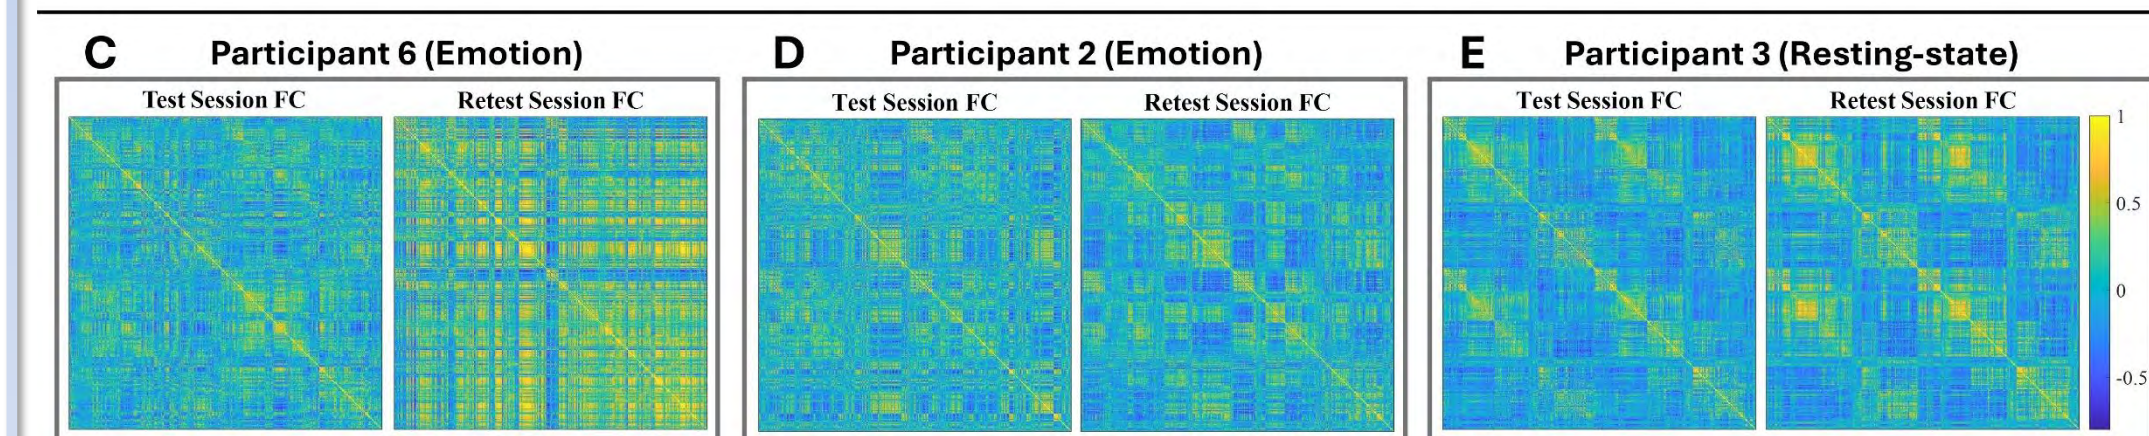 C Participant 6 (Emotion)
Test Session FC Retest Session FC
D Participant 2 (Emotion)
Test Session FC Retest Session FC
E Participant 3 (Resting-state)
Test Session FC Retest Session FC
1
0.5
0
-0.5